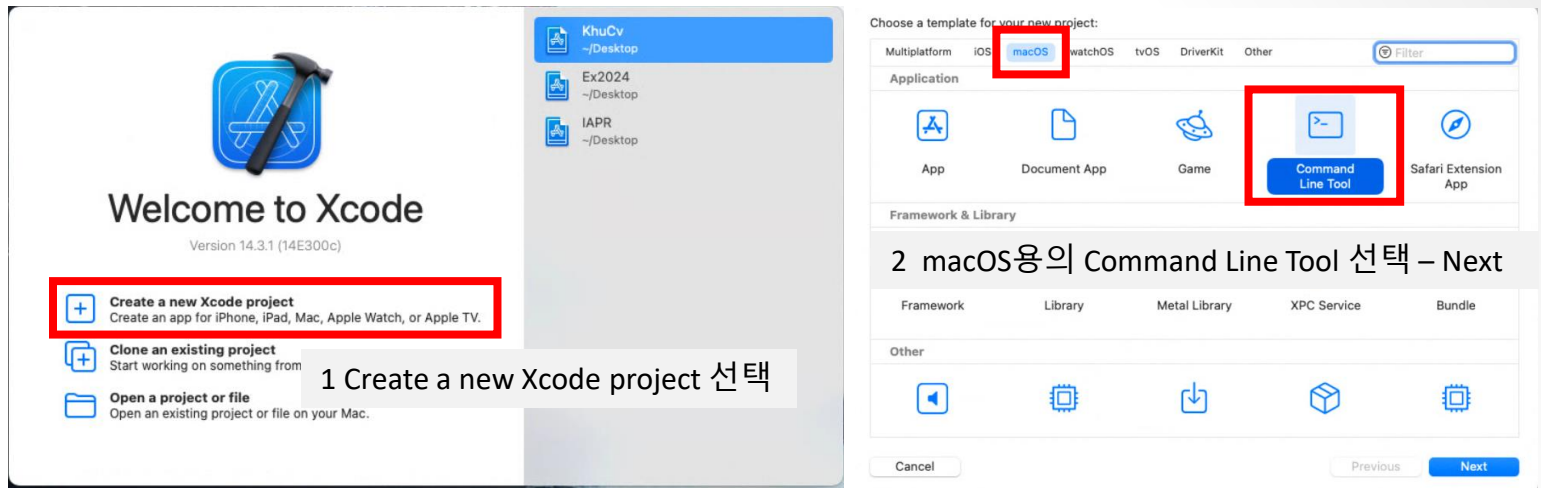 Welcome to Xcode
Version 14.3.1 (14E300c)
Create a new Xcode project
Create an app for iPhone, iPad, Mac, Apple Watch, or Apple TV.
Clone an existing project
Start working on something from
Open a project or file
Open an existing project or file on your Mac.
1 Create a new Xcode project 선택
KhuCv
~/Desktop
Ex2024
~/Desktop
IAPR
~/Desktop
Choose a template for your new project:
Multiplatform iOS macOS watchOS tvOS DriverKit Other Filter
Application
App Document App Game Command Line Tool Safari Extension App
Framework & Library
2 macOS용의 Command Line Tool 선택 – Next
Framework Library Metal Library XPC Service Bundle
Other
Cancel Previous Next